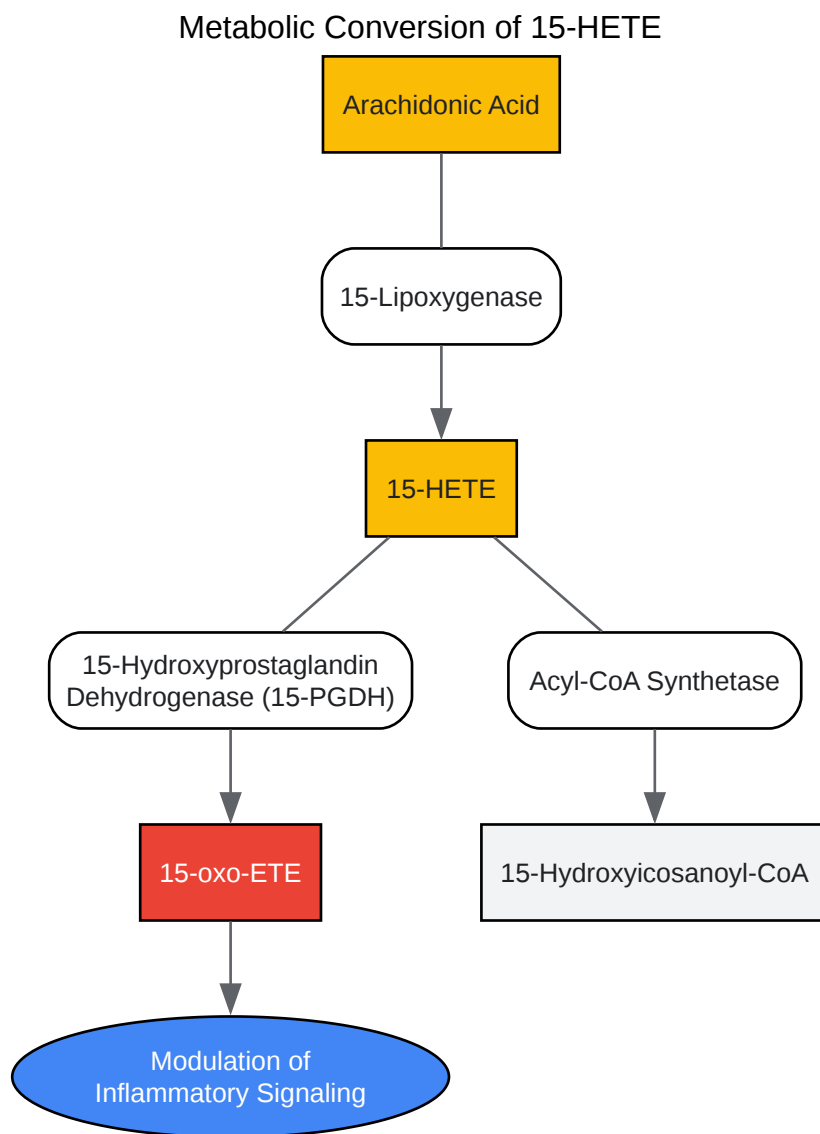 Metabolic Conversion of 15-HETE
Arachidonic Acid
15-Lipoxygenase
15-HETE
15-Hydroxyprostaglandin
Dehydrogenase (15-PGDH)
Acyl-CoA Synthetase
15-oxo-ETE
15-Hydroxyicosanoyl-CoA
Modulation of
Inflammatory Signaling